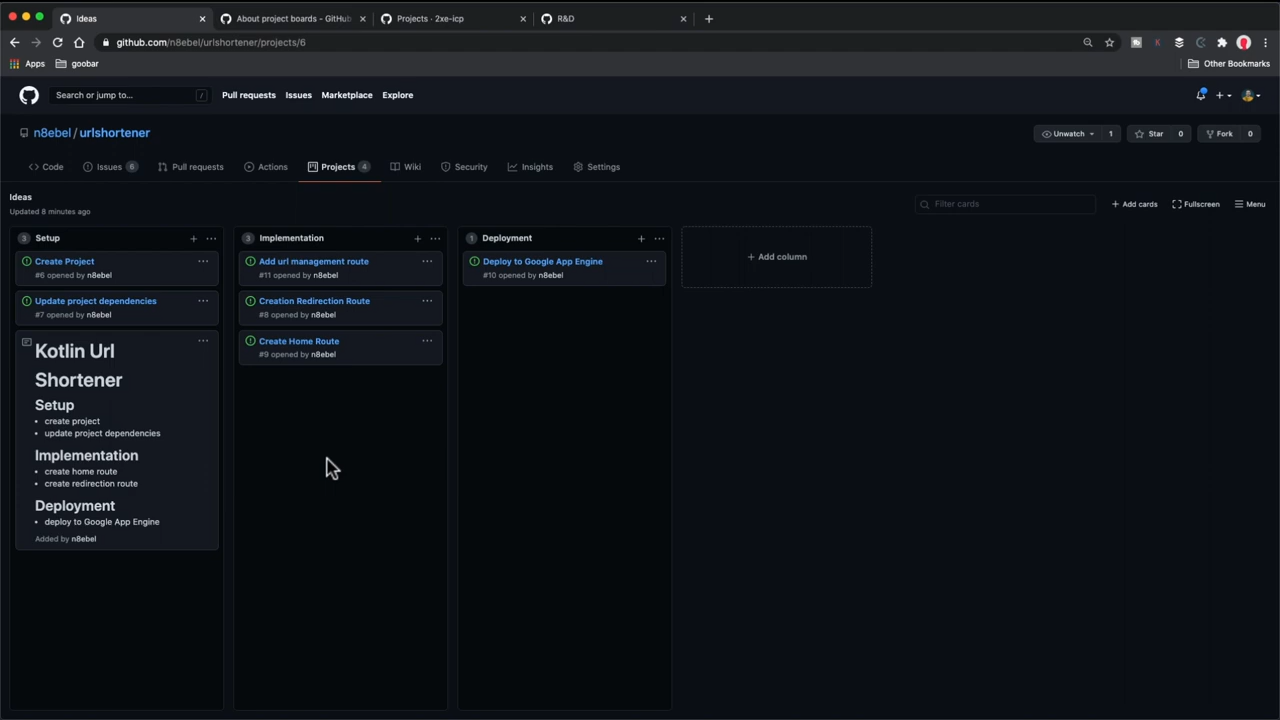 Ideas
About project boards - GitHub
Projects · 2xe-icp
R&D
github.com/n8ebel/urlshortener/projects/6
Apps
goobar
Other Bookmarks
Search or jump to...
/
Pull requests
Issues
Marketplace
Explore
n8ebel / urlshortener
Unwatch
1
Star
0
Fork
0
Code
Issues 6
Pull requests
Actions
Projects 4
Wiki
Security
Insights
Settings
Ideas
Updated 8 minutes ago
Filter cards
+ Add cards
Fullscreen
Menu
3 Setup
Create Project
#6 opened by n8ebel
Update project dependencies
#7 opened by n8ebel
Kotlin Url
Shortener
Setup
• create project
• update project dependencies
Implementation
• create home route
• create redirection route
Deployment
• deploy to Google App Engine
Added by n8ebel
3 Implementation
Add url management route
#11 opened by n8ebel
Creation Redirection Route
#8 opened by n8ebel
Create Home Route
#9 opened by n8ebel
1 Deployment
Deploy to Google App Engine
#10 opened by n8ebel
+ Add column